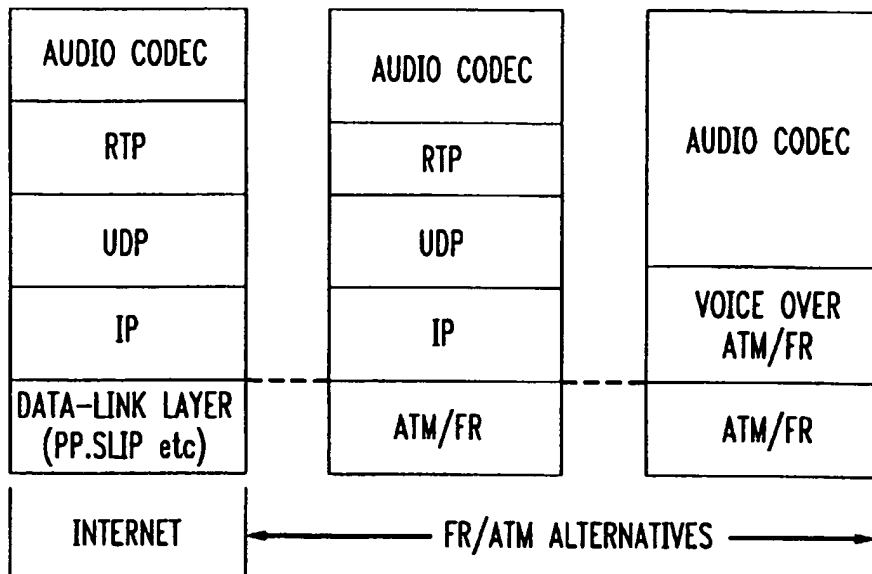 AUDIO CODEC
RTP
UDP
IP
DATA-LINK LAYER
(PP.SLIP etc)
INTERNET
AUDIO CODEC
RTP
UDP
IP
ATM/FR
AUDIO CODEC
VOICE OVER
ATM/FR
ATM/FR
FR/ATM ALTERNATIVES